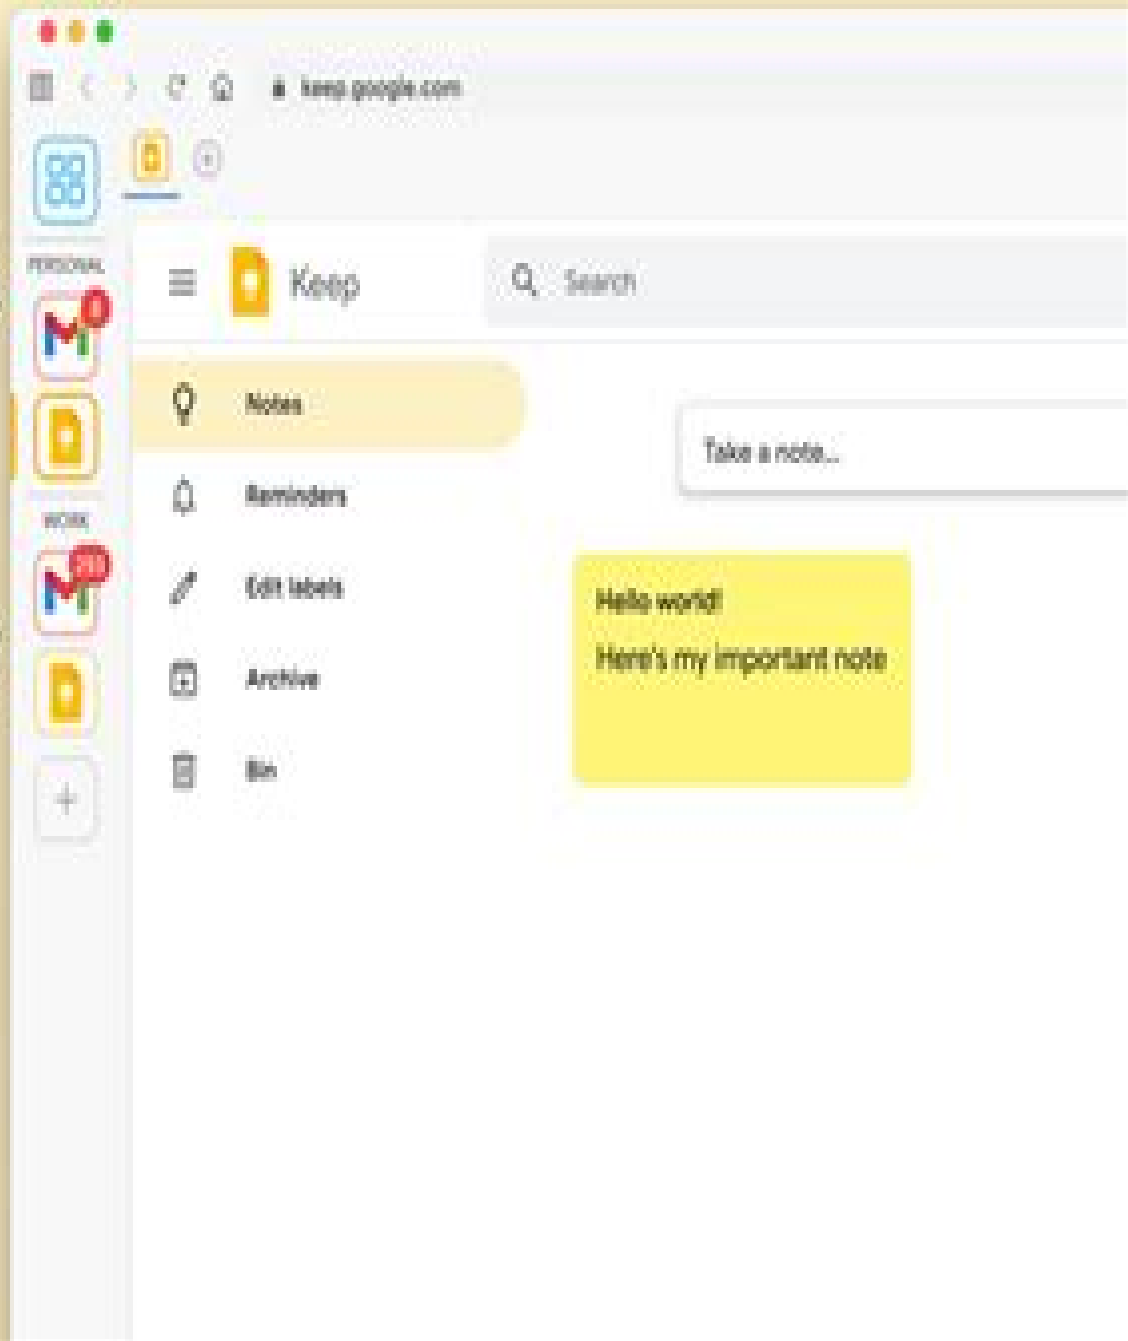 keep.google.com
PERSONAL
Keep
Search
Notes
Take a note...
Reminders
WORK
Edit labels
Hello world!
Here's my important note
Archive
Bin